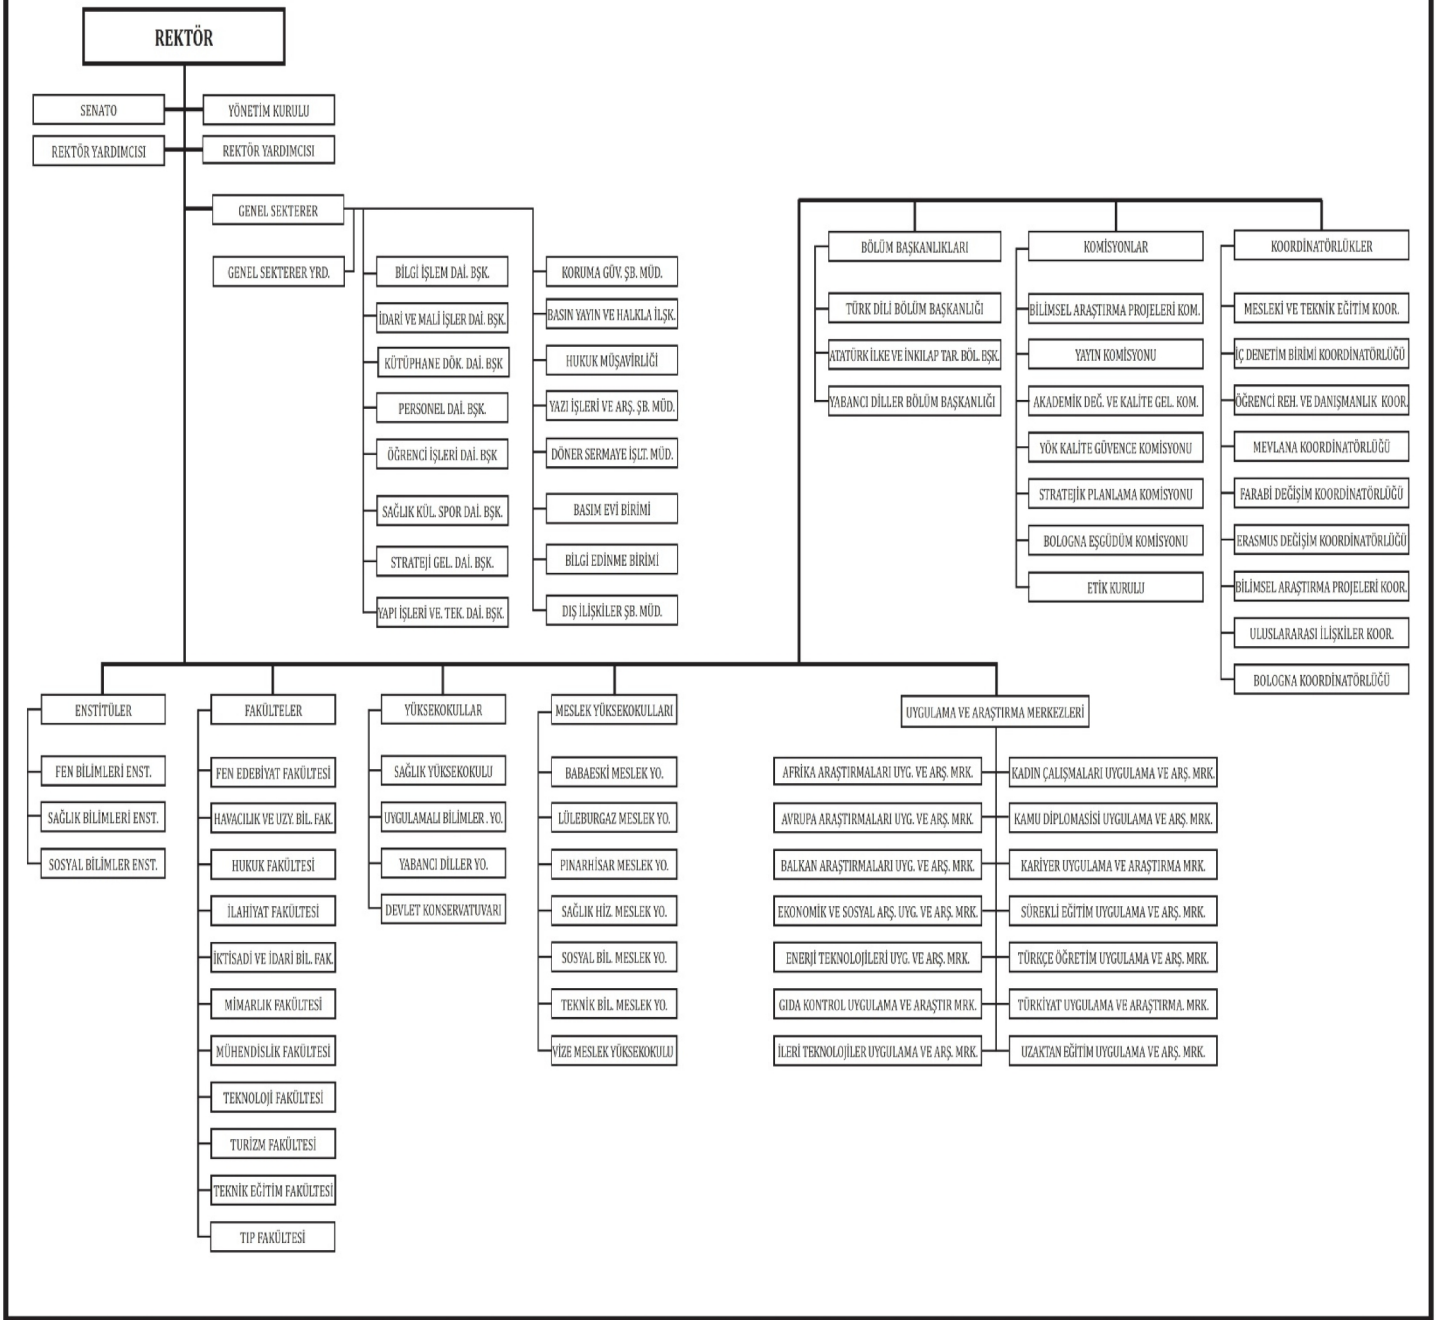 REKTÖR
SENATO
YÖNETİM KURULU
REKTÖR YARDIMCISI
REKTÖR YARDIMCISI
GENEL SEKTERER
GENEL SEKTERER YRD.
BİLGİ İŞLEM DAİ. BŞK.
İDARİ VE MALİ İŞLER DAİ. BŞK.
KÜTÜPHANE DÖK. DAİ. BŞK
PERSONEL DAİ. BŞK.
ÖĞRENCİ İŞLERİ DAİ. BŞK
SAĞLIK KÜL. SPOR DAİ. BŞK.
STRATEJİ GEL. DAİ. BŞK.
YAPI İŞLERİ VE. TEK. DAİ. BŞK.
KORUMA GÜV. ŞB. MÜD.
BASIN YAYIN VE HALKLA İLŞK.
HUKUK MÜŞAVİRLİĞİ
YAZI İŞLERİ VE ARŞ. ŞB. MÜD.
DÖNER SERMAYE İŞLT. MÜD.
BASIM EVİ BİRİMİ
BİLGİ EDİNME BİRİMİ
DIŞ İLİŞKİLER ŞB. MÜD.
BÖLÜM BAŞKANLIKLARI
TÜRK DİLİ BÖLÜM BAŞKANLIĞI
ATATÜRK İLKE VE İNKILAP TAR. BÖL. BŞK.
YABANCI DİLLER BÖLÜM BAŞKANLIĞI
KOMİSYONLAR
BİLİMSEL ARAŞTIRMA PROJELERİ KOM.
YAYIN KOMİSYONU
AKADEMİK DEĞ. VE KALİTE GEL. KOM.
YÖK KALİTE GÜVENCE KOMİSYONU
STRATEJİK PLANLAMA KOMİSYONU
BOLOGNA EŞGÜDÜM KOMİSYONU
ETİK KURULU
KOORDİNATÖRLÜKLER
MESLEKİ VE TEKNİK EĞİTİM KOOR.
İÇ DENETİM BİRİMİ KOORDİNATÖRLÜĞÜ
ÖĞRENCİ REH. VE DANIŞMANLIK KOOR.
MEVLANA KOORDİNATÖRLÜĞÜ
FARABİ DEĞİŞİM KOORDİNATÖRLÜĞÜ
ERASMUS DEĞİŞİM KOORDİNATÖRLÜĞÜ
BİLİMSEL ARAŞTIRMA PROJELERİ KOOR.
ULUSLARARASI İLİŞKİLER KOOR.
BOLOGNA KOORDİNATÖRLÜĞÜ
ENSTİTÜLER
FEN BİLİMLERİ ENST.
SAĞLIK BİLİMLERİ ENST.
SOSYAL BİLİMLER ENST.
FAKÜLTELER
FEN EDEBİYAT FAKÜLTESİ
HAVACILIK VE UZY. BİL. FAK.
HUKUK FAKÜLTESİ
İLAHİYAT FAKÜLTESİ
İKTİSADİ VE İDARİ BİL. FAK.
MİMARLIK FAKÜLTESİ
MÜHENDİSLİK FAKÜLTESİ
TEKNOLOJİ FAKÜLTESİ
TURİZM FAKÜLTESİ
TEKNİK EĞİTİM FAKÜLTESİ
TIP FAKÜLTESİ
YÜKSEKOKULLAR
SAĞLIK YÜKSEKOKULU
UYGULAMALI BİLİMLER . YO.
YABANCI DİLLER YO.
DEVLET KONSERVATUVARI
MESLEK YÜKSEKOKULLARI
BABAESKİ MESLEK YO.
LÜLEBURGAZ MESLEK YO.
PINARHİSAR MESLEK YO.
SAĞLIK HİZ. MESLEK YO.
SOSYAL BİL. MESLEK YO.
TEKNİK BİL. MESLEK YO.
VİZE MESLEK YÜKSEKOKULU
UYGULAMA VE ARAŞTIRMA MERKEZLERİ
AFRİKA ARAŞTIRMALARI UYG. VE ARŞ. MRK.
AVRUPA ARAŞTIRMALARI UYG. VE ARŞ. MRK.
BALKAN ARAŞTIRMALARI UYG. VE ARŞ. MRK.
EKONOMİK VE SOSYAL ARŞ. UYG. VE ARŞ. MRK.
ENERJİ TEKNOLOJİLERİ UYG. VE ARŞ. MRK.
GIDA KONTROL UYGULAMA VE ARAŞTIR MRK.
İLERİ TEKNOLOJİLER UYGULAMA VE ARŞ. MRK.
KADIN ÇALIŞMALARI UYGULAMA VE ARŞ. MRK.
KAMU DİPLOMASİSİ UYGULAMA VE ARŞ. MRK.
KARİYER UYGULAMA VE ARAŞTIRMA MRK.
SÜREKLİ EĞİTİM UYGULAMA VE ARŞ. MRK.
TÜRKÇE ÖĞRETİM UYGULAMA VE ARŞ. MRK.
TÜRKİYAT UYGULAMA VE ARAŞTIRMA. MRK.
UZAKTAN EĞİTİM UYGULAMA VE ARŞ. MRK.